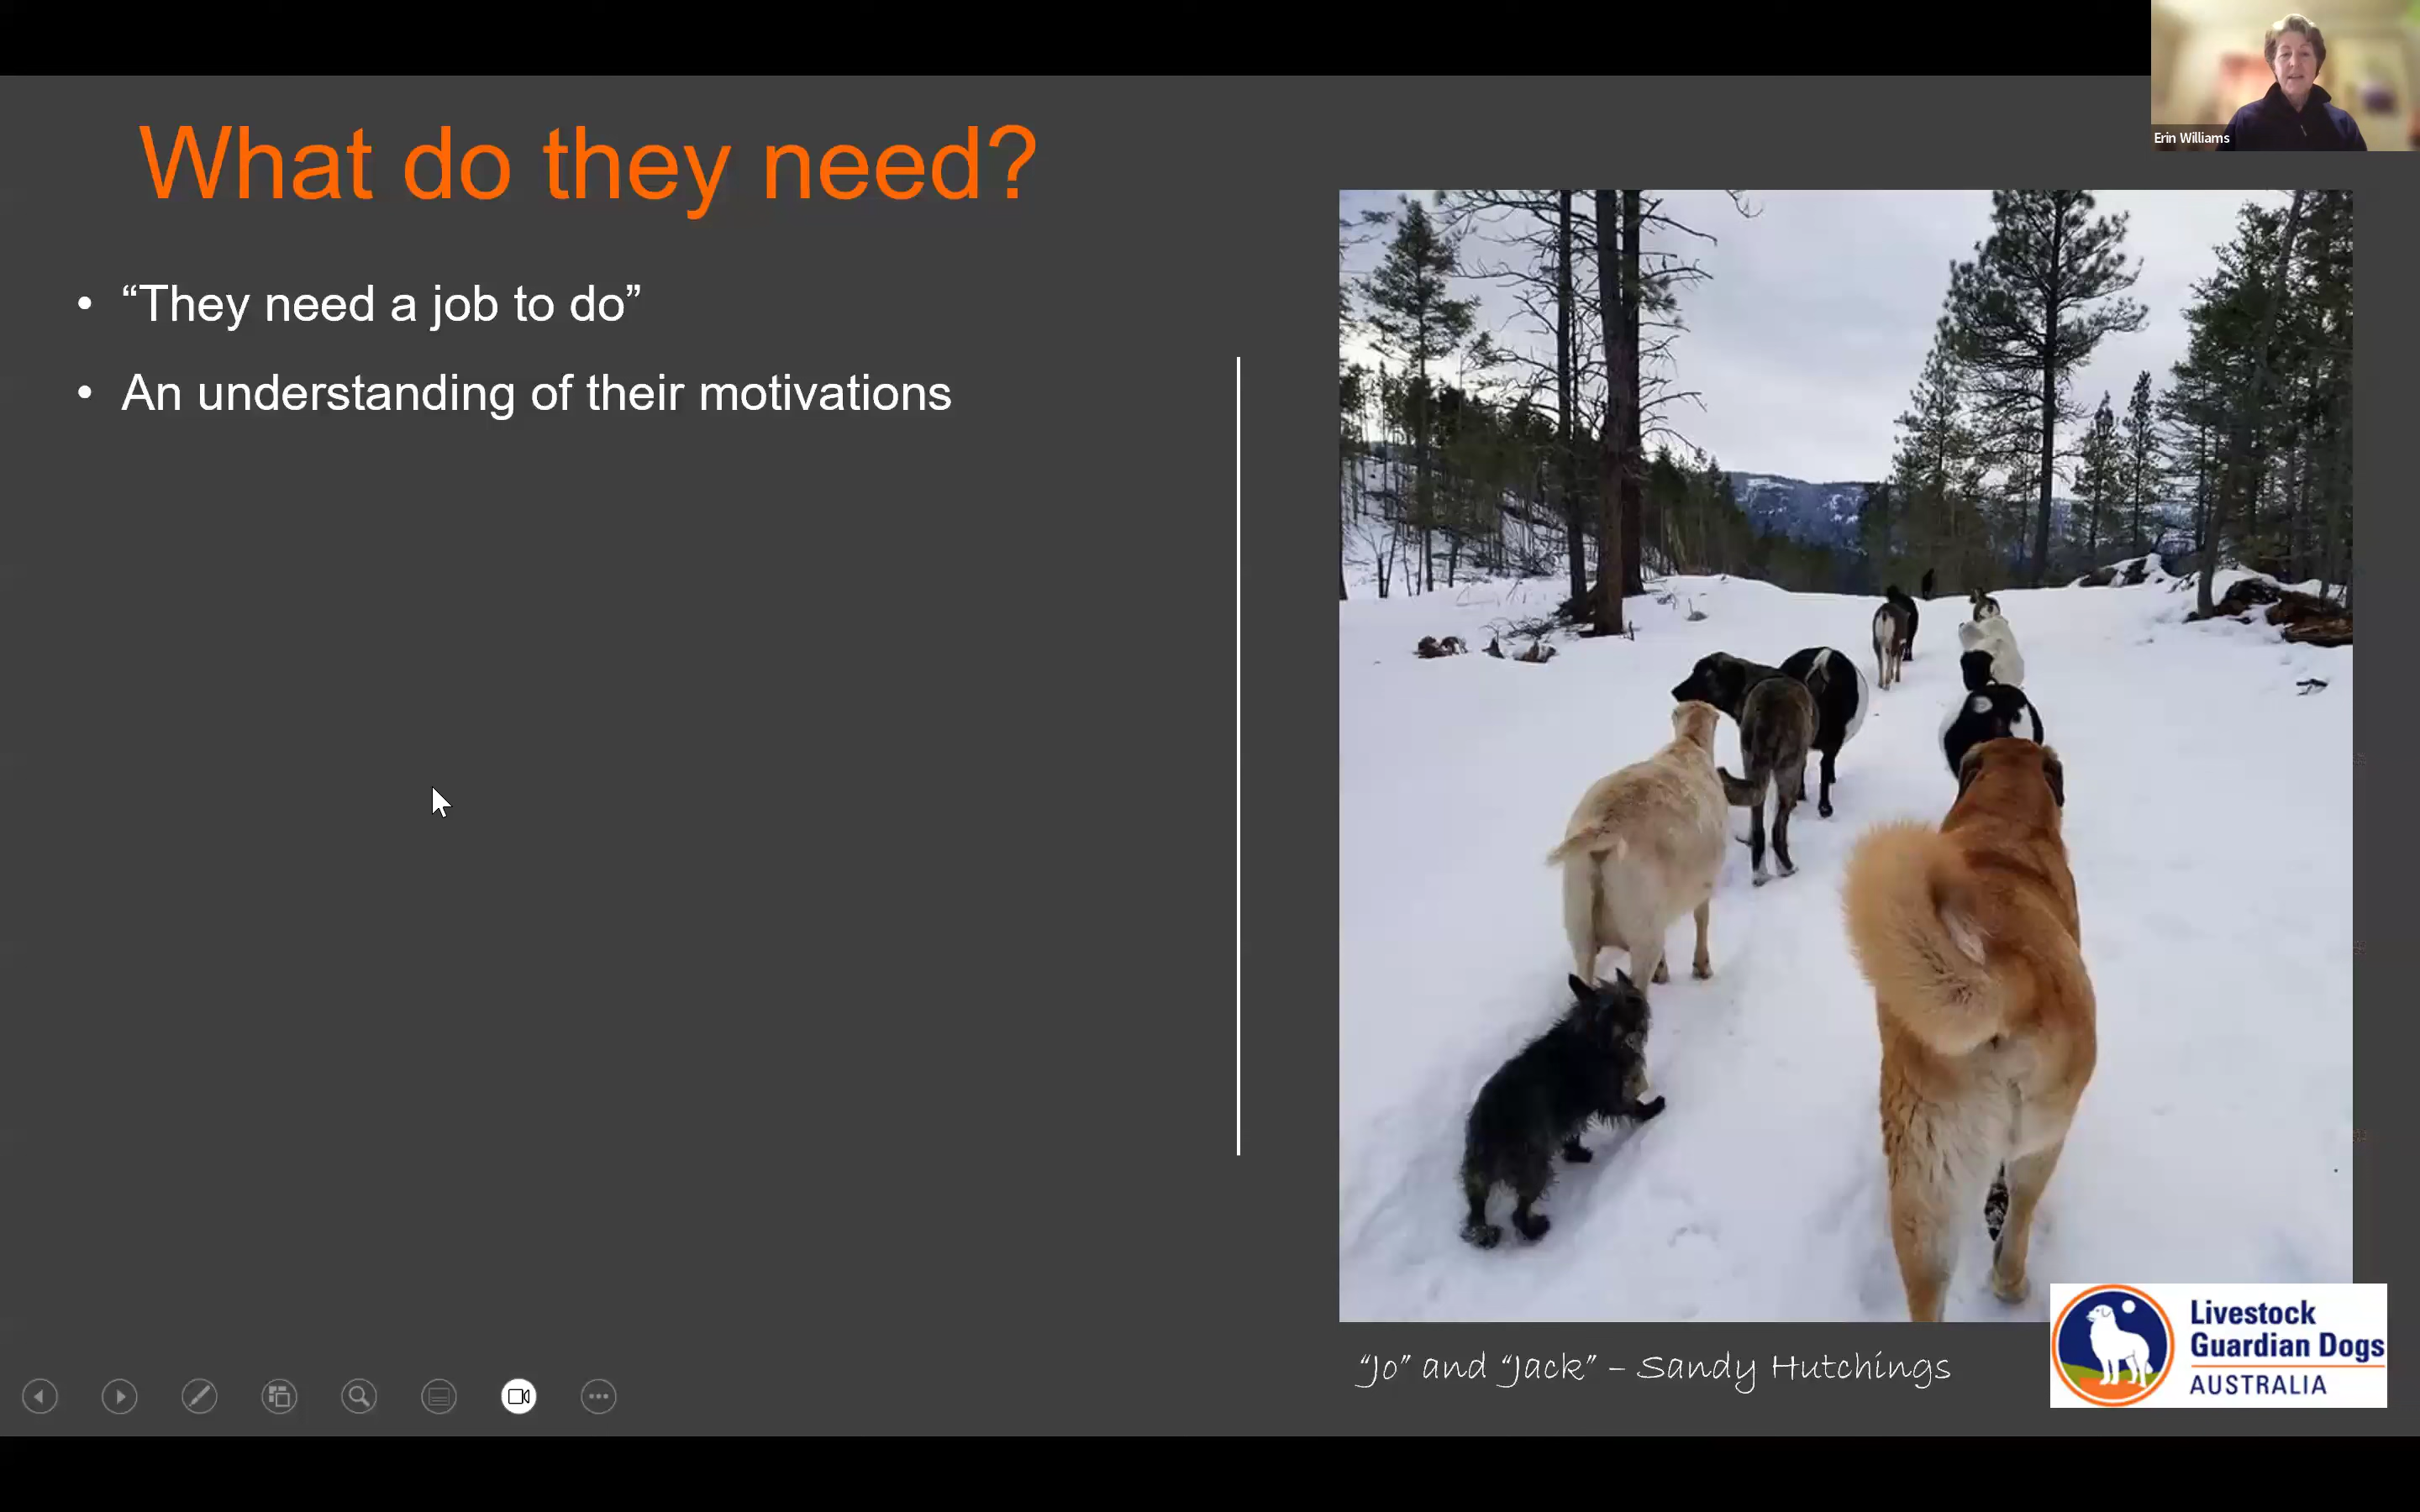 Erin Williams
What do they need?
• “They need a job to do”
• An understanding of their motivations
“Jo” and “Jack” – Sandy Hutchings
Livestock
Guardian Dogs
AUSTRALIA